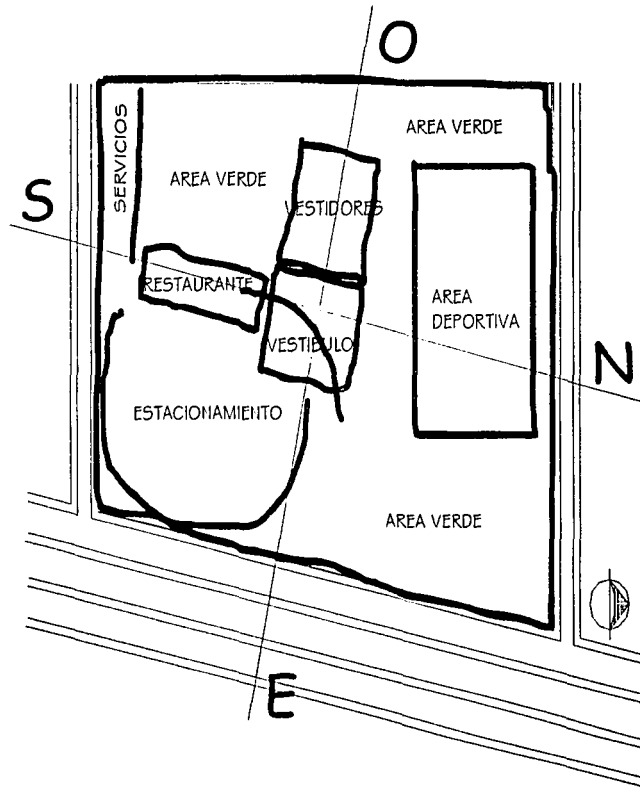 O
AREA VERDE
SERVICIOS
AREA VERDE
S
VESTIDORES
RESTAURANTE
AREA
DEPORTIVA
VESTIBULO
N
ESTACIONAMIENTO
AREA VERDE
E